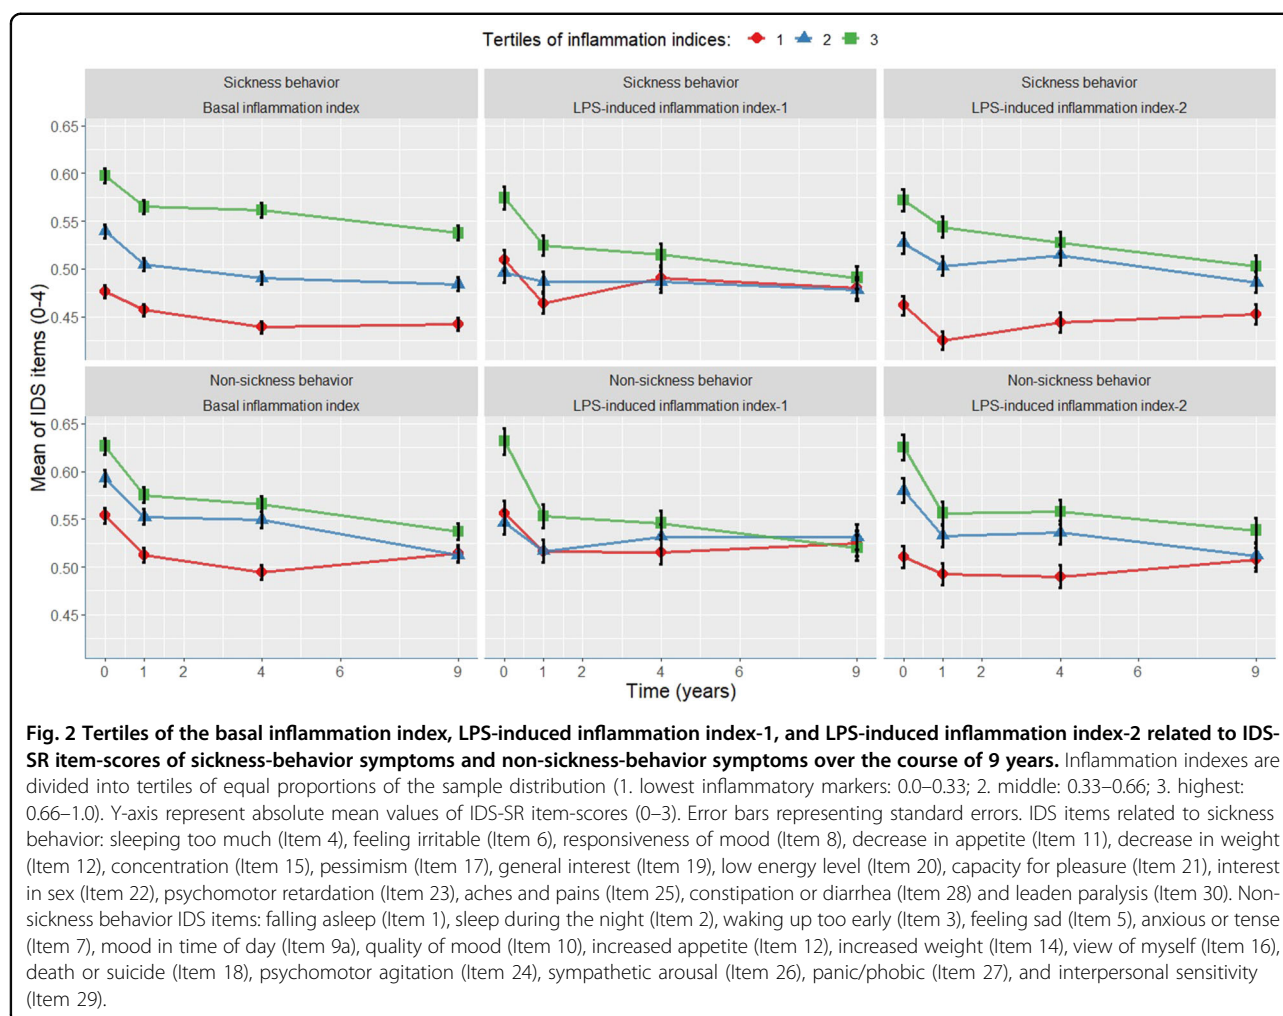 Tertiles of inflammation indices: 1 2 3
Sickness behavior Sickness behavior Sickness behavior
Basal inflammation index LPS-induced inflammation index-1 LPS-induced inflammation index-2
0.65
0.60
0.55
0.50
0.45
Non-sickness behavior Non-sickness behavior Non-sickness behavior
Basal inflammation index LPS-induced inflammation index-1 LPS-induced inflammation index-2
0.65
0.60
0.55
0.50
0.45
Mean of IDS items (0-4)
0 1 2 4 6 9 0 1 2 4 6 9 0 1 2 4 6 9
Time (years)
Fig. 2 Tertiles of the basal inflammation index, LPS-induced inflammation index-1, and LPS-induced inflammation index-2 related to IDS-
SR item-scores of sickness-behavior symptoms and non-sickness-behavior symptoms over the course of 9 years. Inflammation indexes are
divided into tertiles of equal proportions of the sample distribution (1. lowest inflammatory markers: 0.0–0.33; 2. middle: 0.33–0.66; 3. highest:
0.66–1.0). Y-axis represent absolute mean values of IDS-SR item-scores (0–3). Error bars representing standard errors. IDS items related to sickness
behavior: sleeping too much (Item 4), feeling irritable (Item 6), responsiveness of mood (Item 8), decrease in appetite (Item 11), decrease in weight
(Item 12), concentration (Item 15), pessimism (Item 17), general interest (Item 19), low energy level (Item 20), capacity for pleasure (Item 21), interest
in sex (Item 22), psychomotor retardation (Item 23), aches and pains (Item 25), constipation or diarrhea (Item 28) and leaden paralysis (Item 30). Non-
sickness behavior IDS items: falling asleep (Item 1), sleep during the night (Item 2), waking up too early (Item 3), feeling sad (Item 5), anxious or tense
(Item 7), mood in time of day (Item 9a), quality of mood (Item 10), increased appetite (Item 12), increased weight (Item 14), view of myself (Item 16),
death or suicide (Item 18), psychomotor agitation (Item 24), sympathetic arousal (Item 26), panic/phobic (Item 27), and interpersonal sensitivity
(Item 29).